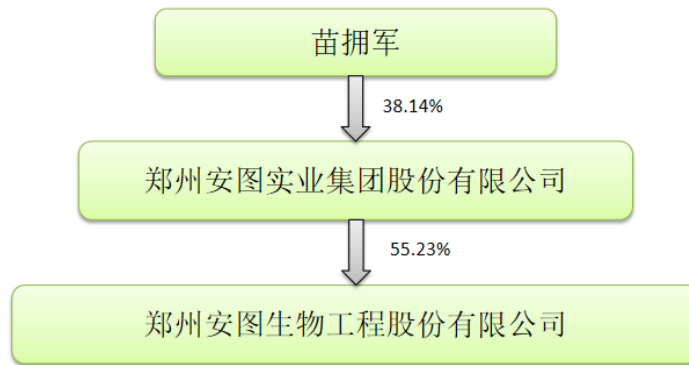 苗拥军
38.14%
郑州安图实业集团股份有限公司
55.23%
郑州安图生物工程股份有限公司